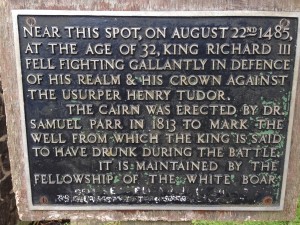 NEAR THIS SPOT, ON AUGUST 22ND 1485,
AT THE AGE OF 32, KING RICHARD III
FELL FIGHTING GALLANTLY IN DEFENCE
OF HIS REALM & HIS CROWN AGAINST
THE USURPER HENRY TUDOR.
THE CAIRN WAS ERECTED BY DR.
SAMUEL PARR IN 1813 TO MARK THE
WELL FROM WHICH THE KING IS SAID
TO HAVE DRUNK DURING THE BATTLE.
IT IS MAINTAINED BY THE
FELLOWSHIP OF THE WHITE BOAR.